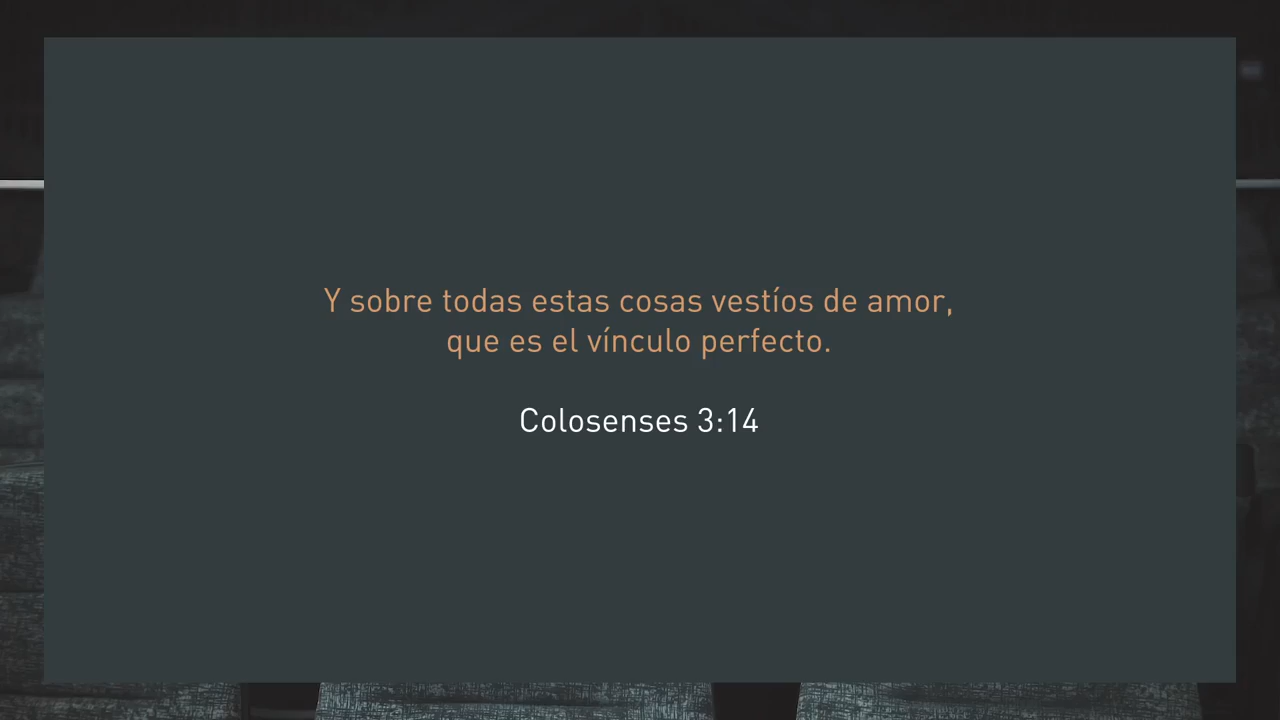 Y sobre todas estas cosas vestíos de amor,
que es el vínculo perfecto.
Colosenses 3:14